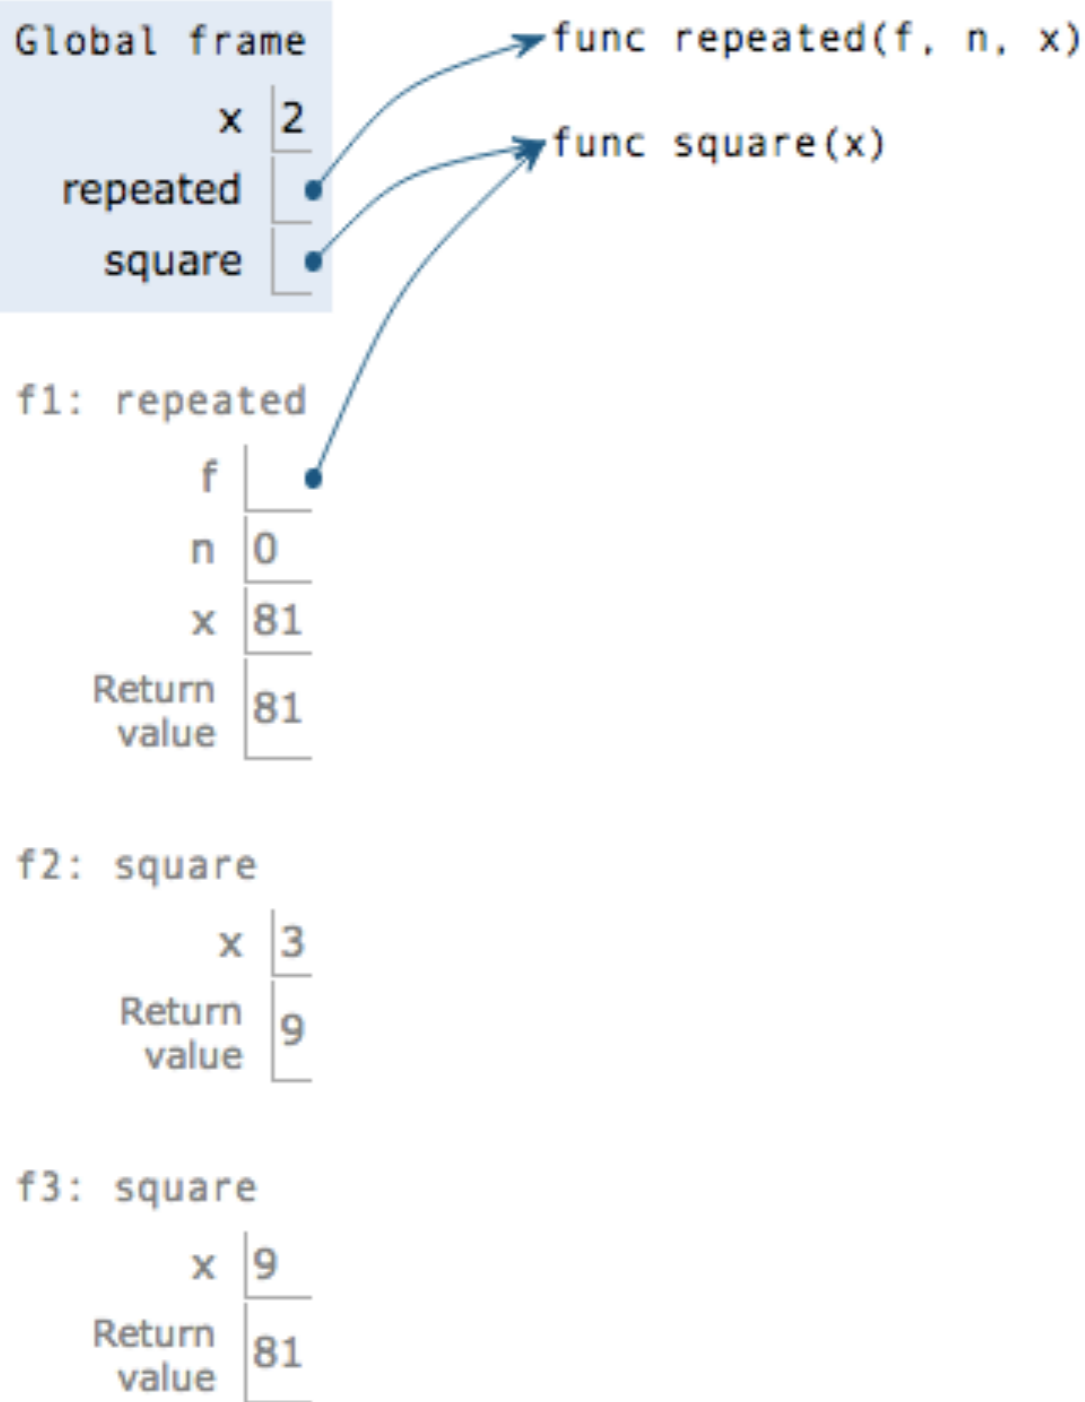 Global frame
func repeated(f, n, x)
x 2
func square(x)
repeated
square
f1: repeated
f
n 0
x 81
Return
value 81
f2: square
x 3
Return
value 9
f3: square
x 9
Return
value 81